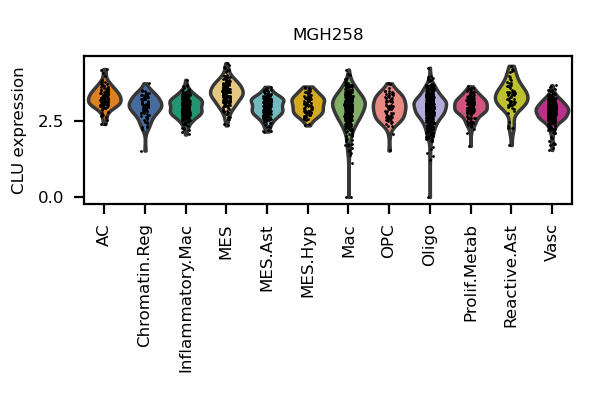 MGH258
CLU expression
2.5
0.0
AC
Chromatin.Reg
Inflammatory.Mac
MES
MES.Ast
MES.Hyp
Mac
OPC
Oligo
Prolif.Metab
Reactive.Ast
Vasc